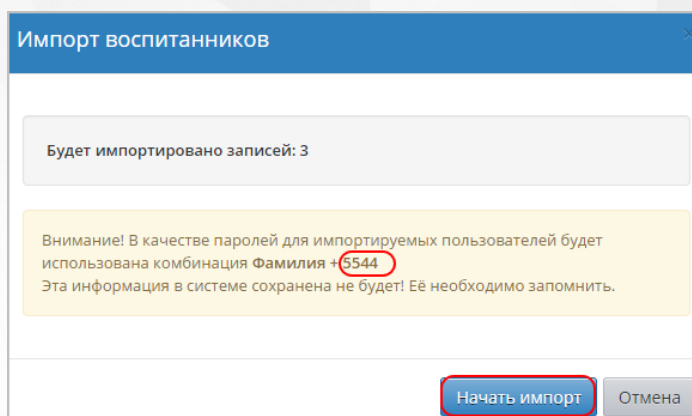 Импорт воспитанников
Будет импортировано записей: 3
Внимание! В качестве паролей для импортируемых пользователей будет
использована комбинация Фамилия + 5544
Эта информация в системе сохранена не будет! Её необходимо запомнить.
Начать импорт Отмена